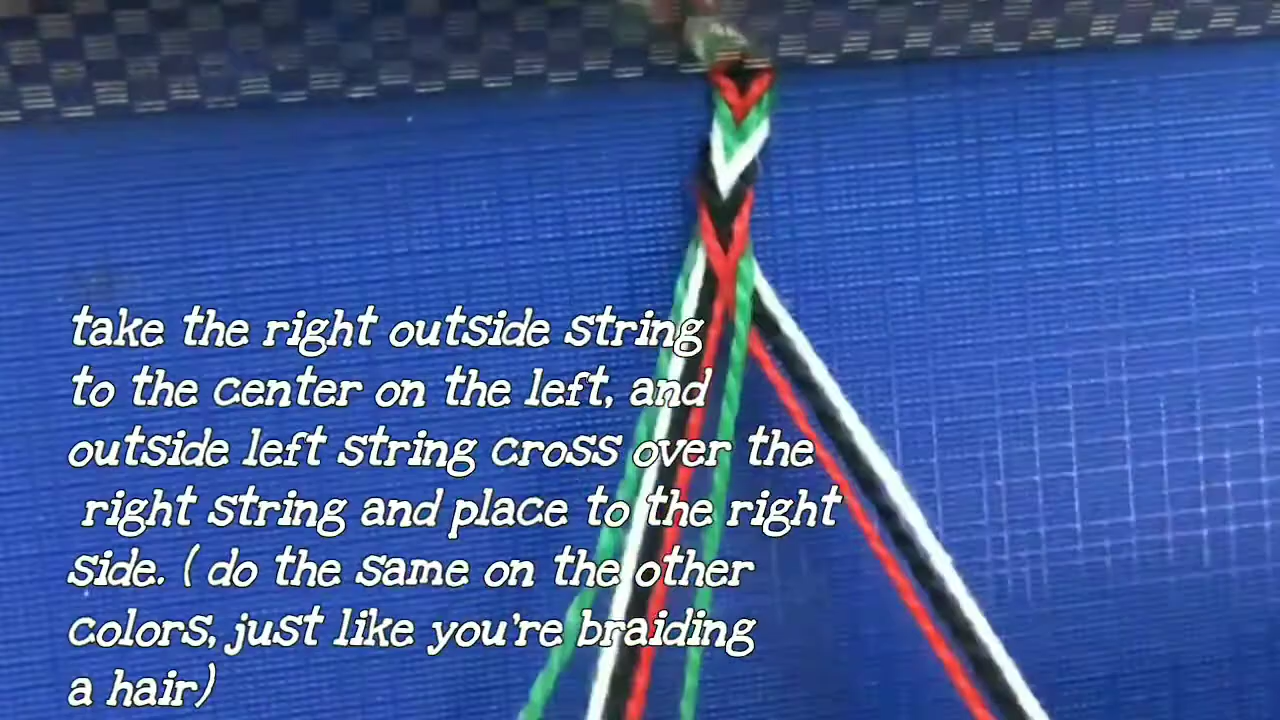 take the right outside string
to the center on the left, and
outside left string cross over the
right string and place to the right
side. ( do the same on the other
colors, just like you're braiding
a hair)